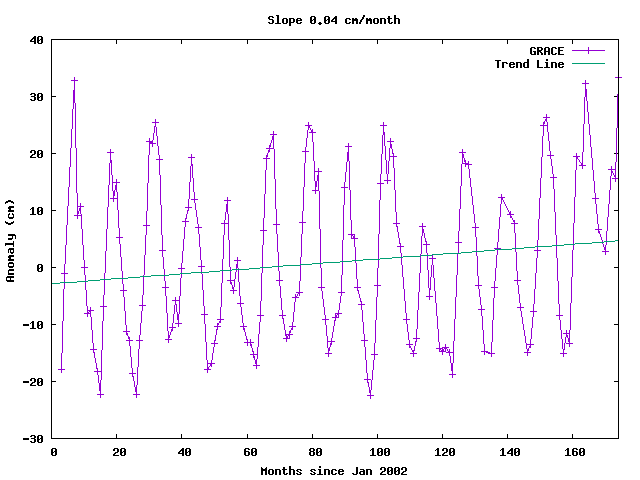 Slope 0.04 cm/month
GRACE
Trend Line
40
30
20
10
0
-10
-20
-30
Anomaly (cm)
0 20 40 60 80 100 120 140 160
Months since Jan 2002